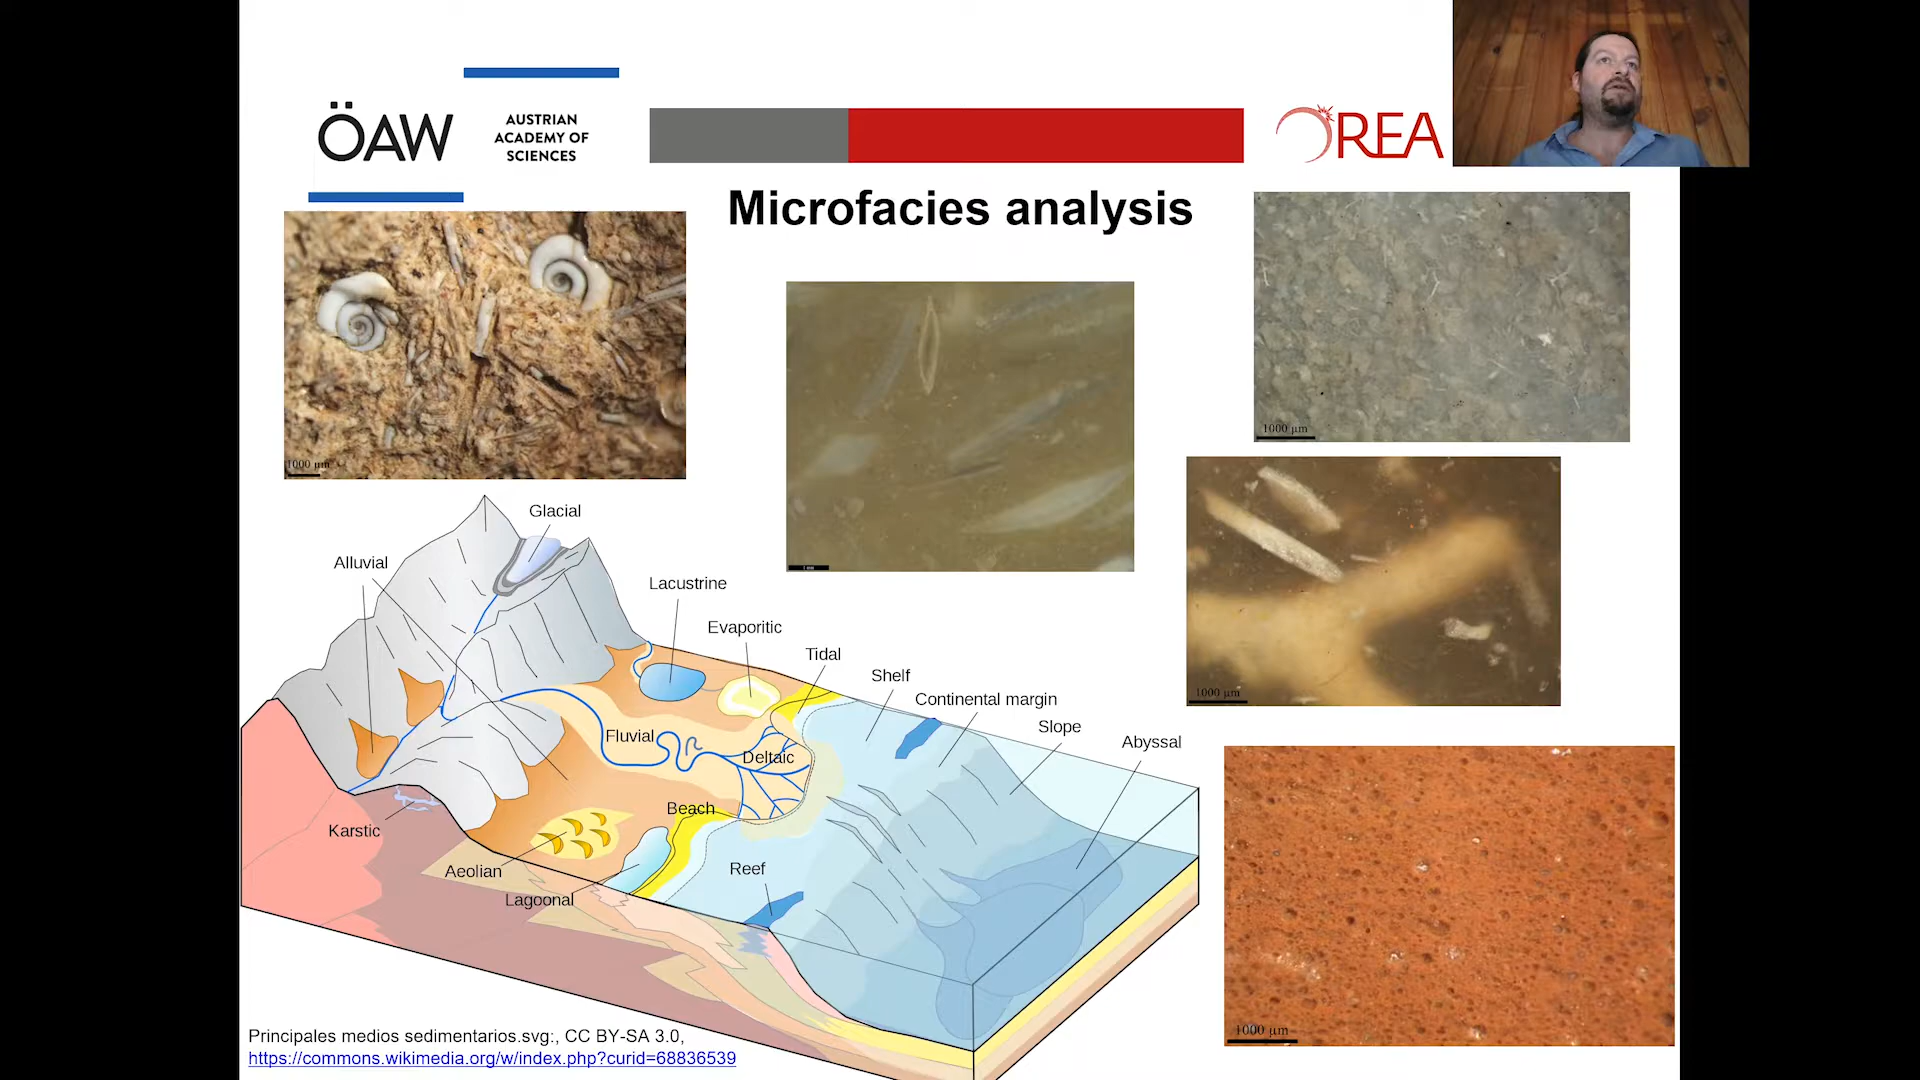 ÖAW
AUSTRIAN
ACADEMY OF
SCIENCES
OREA
Microfacies analysis
1000 µm
1 mm
1000 µm
1000 µm
1000 µm
Glacial
Alluvial
Lacustrine
Evaporitic
Tidal
Shelf
Continental margin
Slope
Abyssal
Fluvial
Deltaic
Beach
Karstic
Aeolian
Lagoonal
Reef
Principales medios sedimentarios.svg:, CC BY-SA 3.0,
https://commons.wikimedia.org/w/index.php?curid=68836539